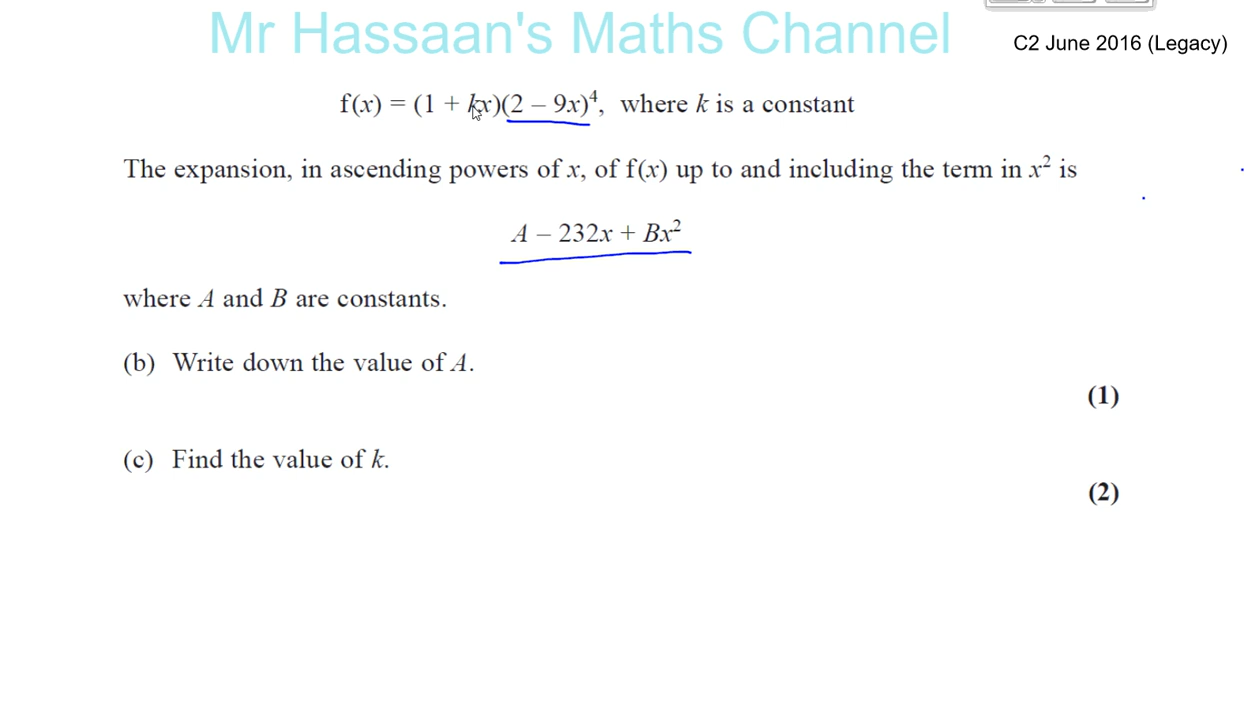 Mr Hassaan's Maths Channel
C2 June 2016 (Legacy)
f(x) = (1 + kx)(2 – 9x)⁴, where k is a constant
The expansion, in ascending powers of x, of f(x) up to and including the term in x² is
A – 232x + Bx²
where A and B are constants.
(b) Write down the value of A.
(1)
(c) Find the value of k.
(2)